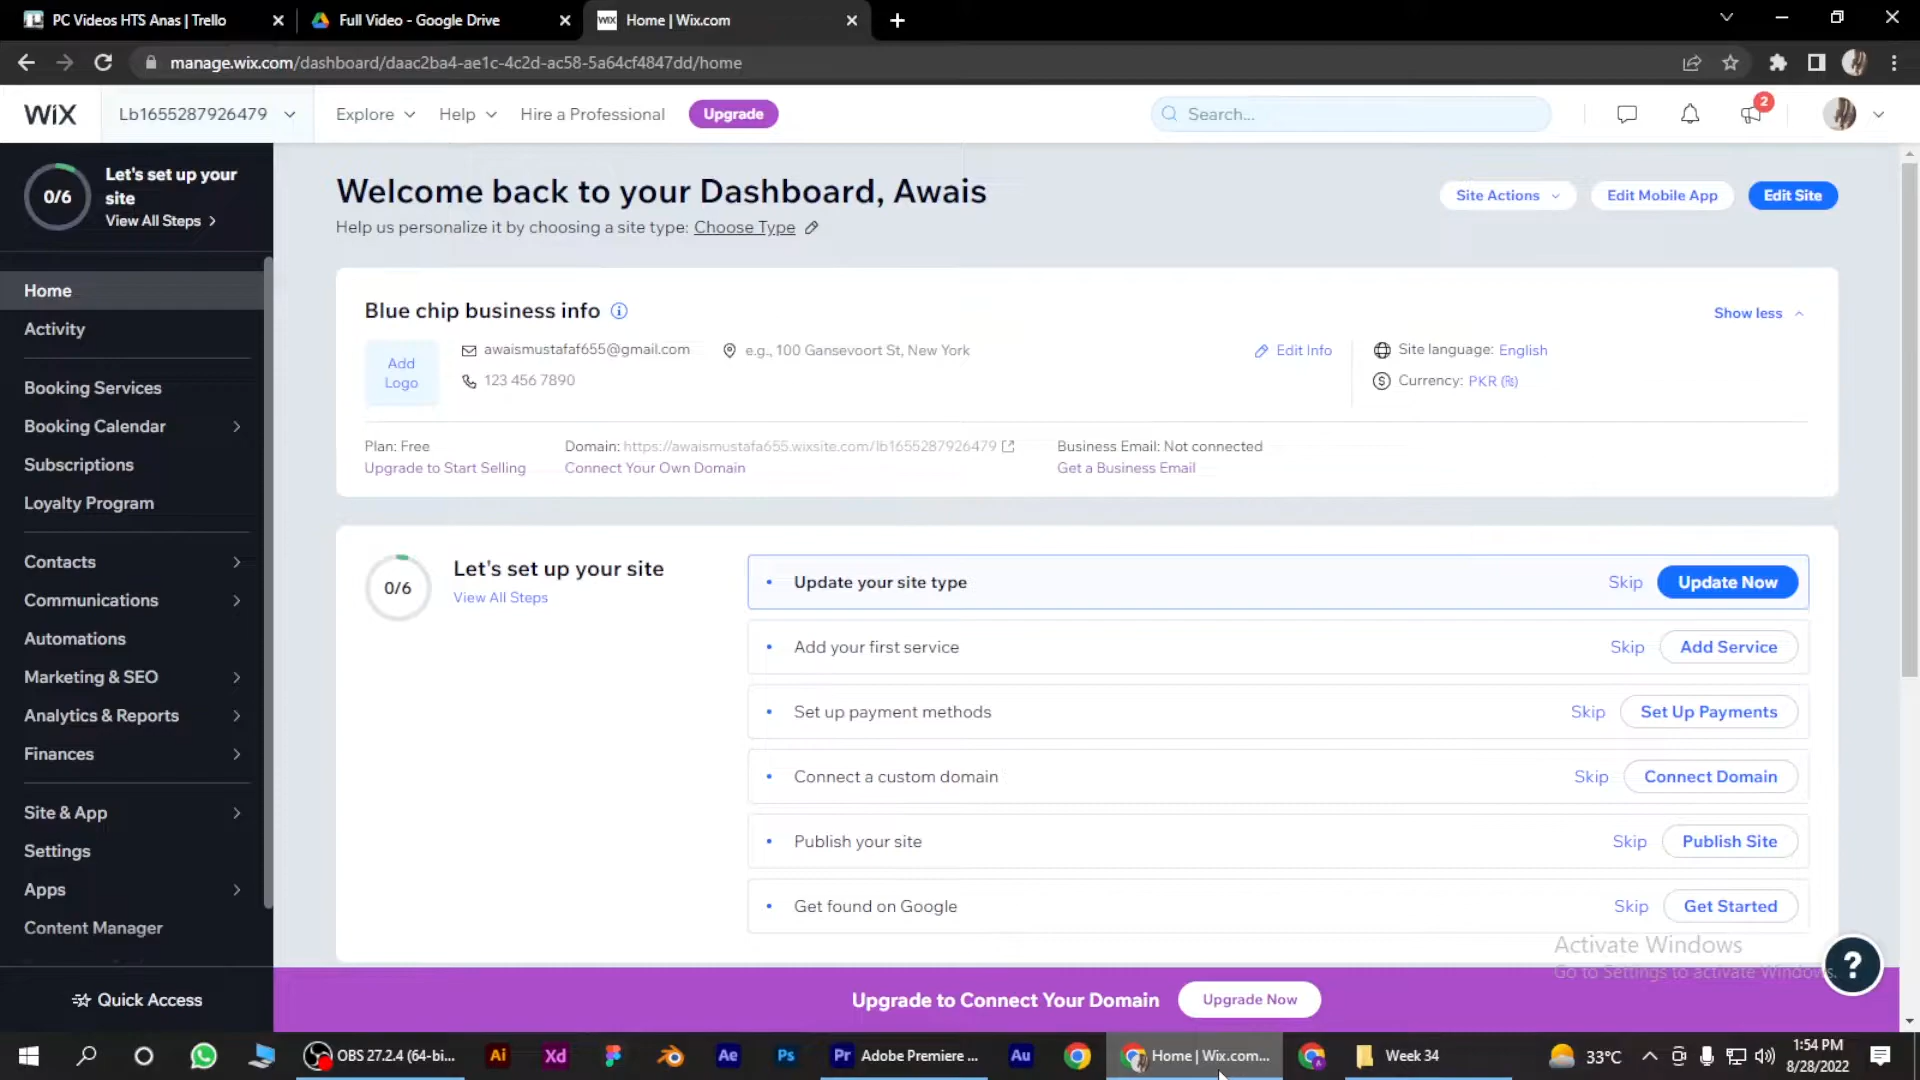 PC Videos HTS Anas | Trello
Full Video - Google Drive
WIX Home | Wix.com
manage.wix.com/dashboard/daac2ba4-ae1c-4c2d-ac58-5a64cf4847dd/home
WiX
Lb1655287926479
Explore
Help
Hire a Professional
Upgrade
Search...
2
0/6
Let's set up your site
View All Steps
Home
Activity
Booking Services
Booking Calendar
Subscriptions
Loyalty Program
Contacts
Communications
Automations
Marketing & SEO
Analytics & Reports
Finances
Site & App
Settings
Apps
Content Manager
Quick Access
Welcome back to your Dashboard, Awais
Help us personalize it by choosing a site type: Choose Type
Site Actions
Edit Mobile App
Edit Site
Blue chip business info
Show less
Add Logo
awaismustafaf655@gmail.com
e.g., 100 Gansevoort St, New York
Edit Info
Site language: English
123 456 7890
Currency: PKR (₨)
Plan: Free
Upgrade to Start Selling
Domain: https://awaismustafa655.wixsite.com/lb1655287926479
Connect Your Own Domain
Business Email: Not connected
Get a Business Email
0/6
Let's set up your site
View All Steps
Update your site type Skip Update Now
Add your first service Skip Add Service
Set up payment methods Skip Set Up Payments
Connect a custom domain Skip Connect Domain
Publish your site Skip Publish Site
Get found on Google Skip Get Started
Activate Windows
Go to Settings to activate Windows.
?
Upgrade to Connect Your Domain Upgrade Now
OBS 27.2.4 (64-bi...
Ai
Xd
Ae
Ps
Pr Adobe Premiere ...
Au
Home | Wix.com...
Week 34
33°C
1:54 PM
8/28/2022